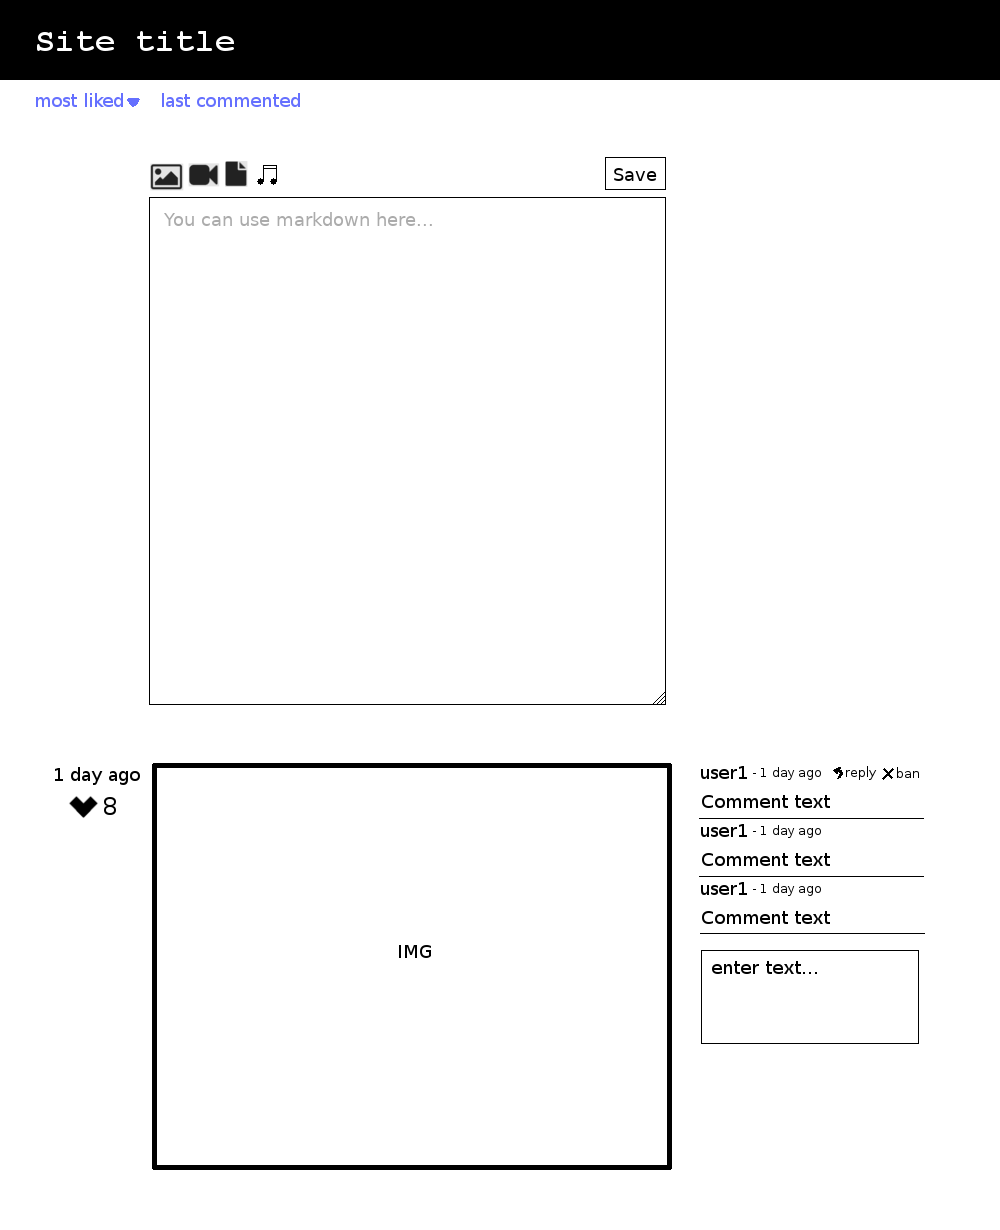 Site title
most liked last commented
Save
You can use markdown here...
1 day ago
8
IMG
user1 - 1 day ago reply ban
Comment text
user1 - 1 day ago
Comment text
user1 - 1 day ago
Comment text
enter text...